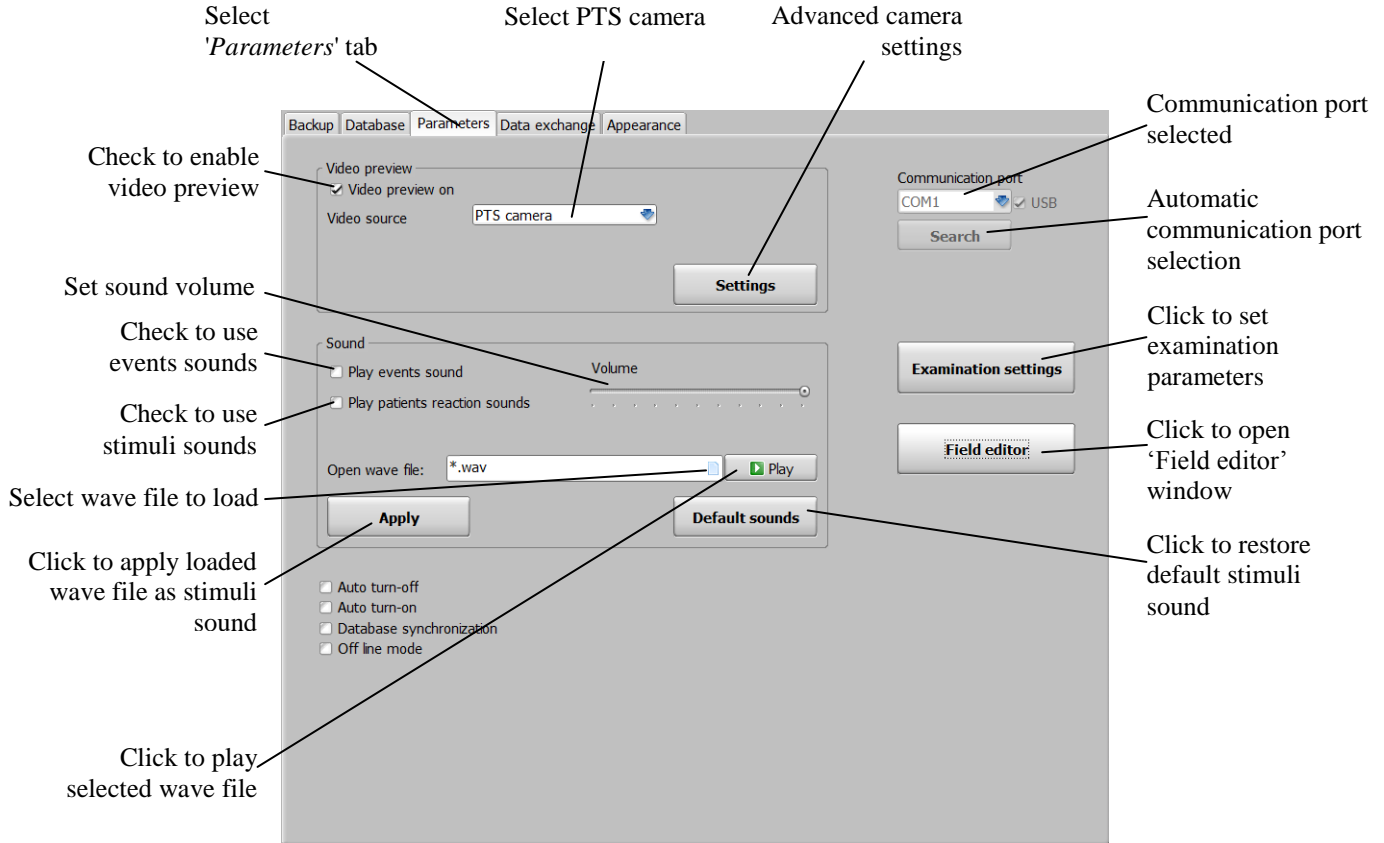 Select
'Parameters' tab
Select PTS camera
Advanced camera
settings
Communication port
selected
Automatic
communication port
selection
Click to set
examination
parameters
Click to open
‘Field editor’
window
Click to restore
default stimuli
sound
Check to enable
video preview
Set sound volume
Check to use
events sounds
Check to use
stimuli sounds
Select wave file to load
Click to apply loaded
wave file as stimuli
sound
Click to play
selected wave file
Backup Database Parameters Data exchange Appearance
Video preview
Video preview on
Video source PTS camera
Settings
Communication port
COM1 USB
Search
Sound
Play events sound
Volume
Play patients reaction sounds
Open wave file: *.wav Play
Apply Default sounds
Examination settings
Field editor
Auto turn-off
Auto turn-on
Database synchronization
Off line mode